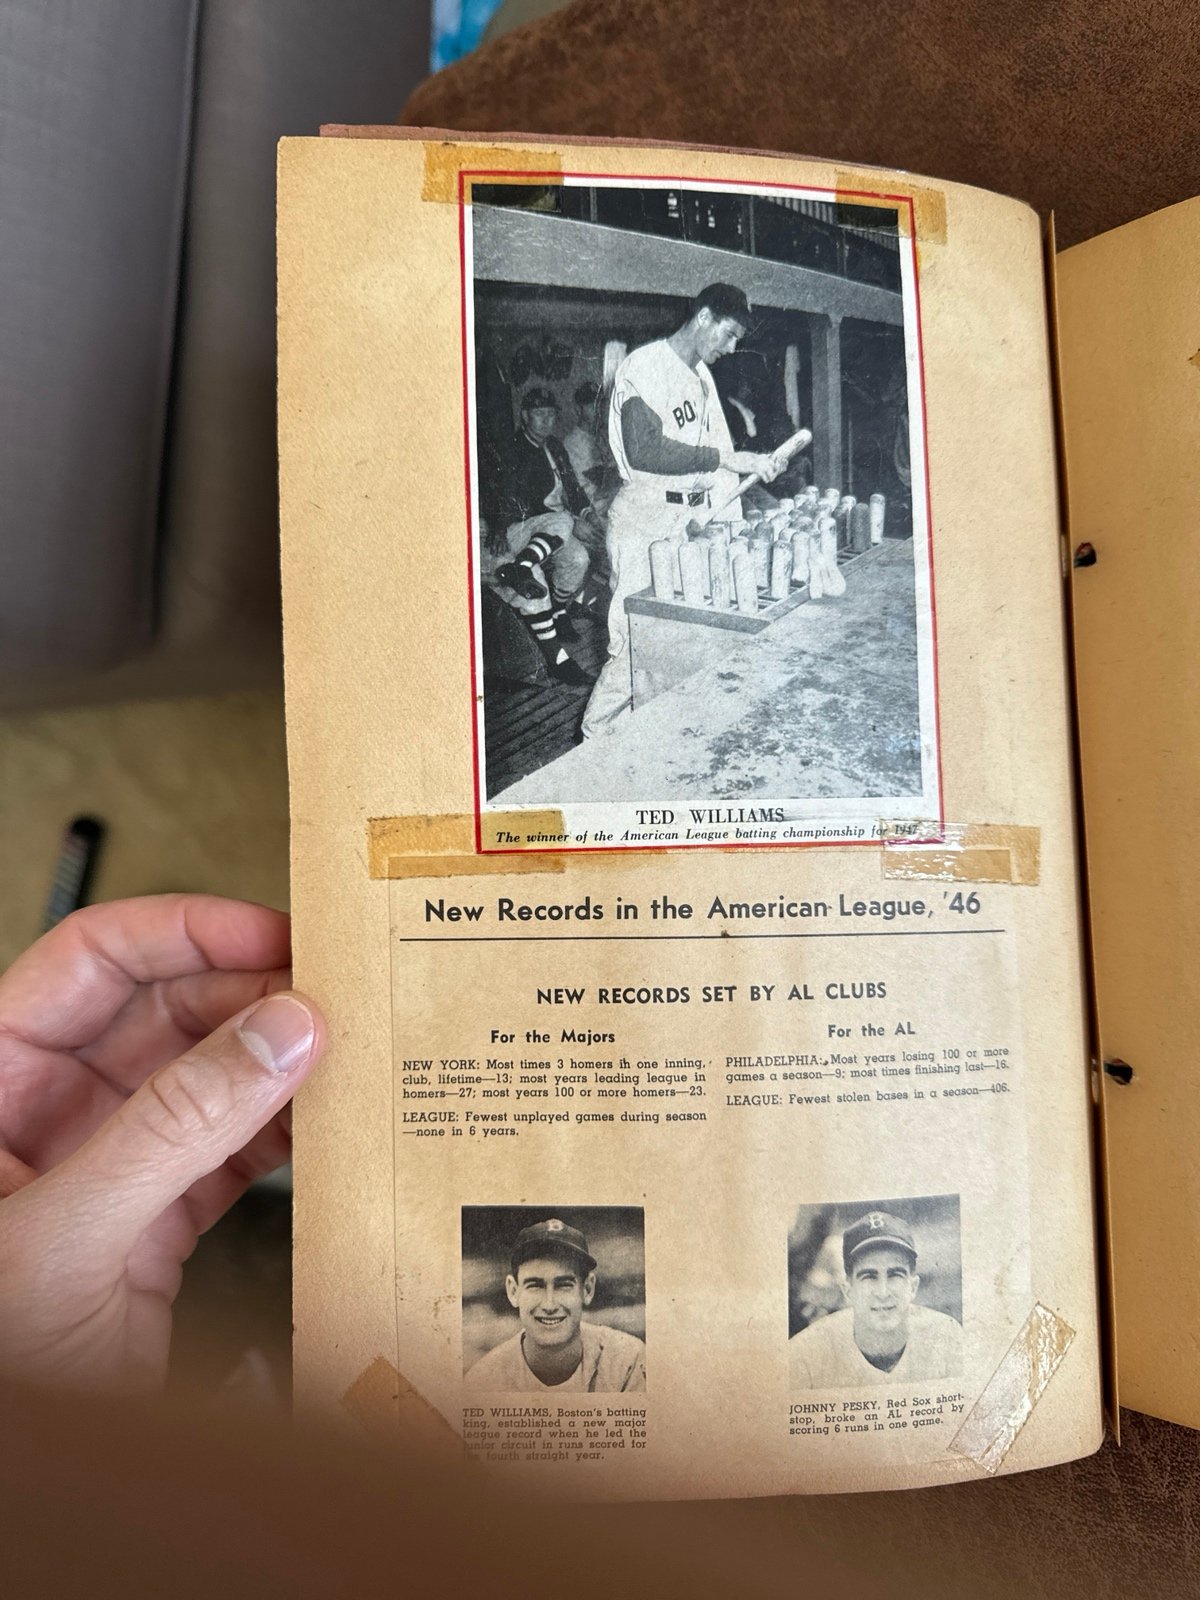 BO
TED WILLIAMS
The winner of the American League batting championship for 1947
New Records in the American League, '46
NEW RECORDS SET BY AL CLUBS
For the Majors
NEW YORK: Most times 3 homers in one inning,
club, lifetime—13; most years leading league in
homers—27; most years 100 or more homers—23.
LEAGUE: Fewest unplayed games during season
—none in 6 years.
For the AL
PHILADELPHIA: Most years losing 100 or more
games a season—9; most times finishing last—16.
LEAGUE: Fewest stolen bases in a season—406.
B
TED WILLIAMS, Boston's batting
king, established a new major
league record when he led the
junior circuit in runs scored for
fourth straight year.
B
JOHNNY PESKY, Red Sox short-
stop, broke an AL record by
scoring 6 runs in one game.